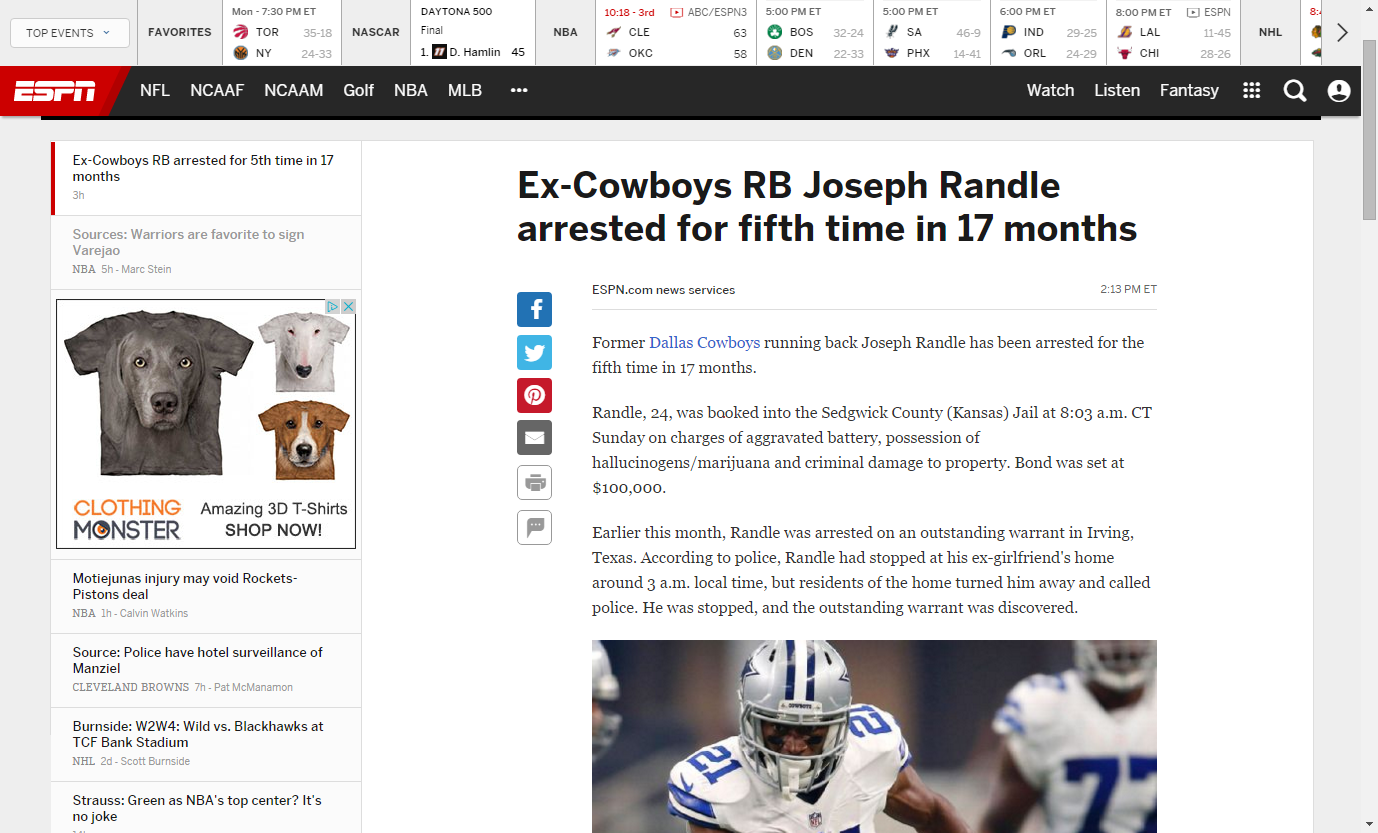 TOP EVENTS
FAVORITES
Mon - 7:30 PM ET
TOR 35-18
NY 24-33
NASCAR
DAYTONA 500
Final
1. 11 D. Hamlin 45
NBA
10:18 - 3rd ABC/ESPN3
CLE 63
OKC 58
5:00 PM ET
BOS 32-24
DEN 22-33
5:00 PM ET
SA 46-9
PHX 14-41
6:00 PM ET
IND 29-25
ORL 24-29
8:00 PM ET ESPN
LAL 11-45
CHI 28-26
NHL
ESPN
NFL NCAAF NCAAM Golf NBA MLB •••
Watch Listen Fantasy
Ex-Cowboys RB arrested for 5th time in 17
months
3h
Sources: Warriors are favorite to sign
Varejao
NBA 5h - Marc Stein
CLOTHING
MONSTER
Amazing 3D T-Shirts
SHOP NOW!
Motiejunas injury may void Rockets-
Pistons deal
NBA 1h - Calvin Watkins
Source: Police have hotel surveillance of
Manziel
CLEVELAND BROWNS 7h - Pat McManamon
Burnside: W2W4: Wild vs. Blackhawks at
TCF Bank Stadium
NHL 2d - Scott Burnside
Strauss: Green as NBA's top center? It's
no joke
Ex-Cowboys RB Joseph Randle
arrested for fifth time in 17 months
ESPN.com news services
2:13 PM ET
Former Dallas Cowboys running back Joseph Randle has been arrested for the
fifth time in 17 months.
Randle, 24, was booked into the Sedgwick County (Kansas) Jail at 8:03 a.m. CT
Sunday on charges of aggravated battery, possession of
hallucinogens/marijuana and criminal damage to property. Bond was set at
$100,000.
Earlier this month, Randle was arrested on an outstanding warrant in Irving,
Texas. According to police, Randle had stopped at his ex-girlfriend's home
around 3 a.m. local time, but residents of the home turned him away and called
police. He was stopped, and the outstanding warrant was discovered.
COWBOYS
21
21
NFL
77